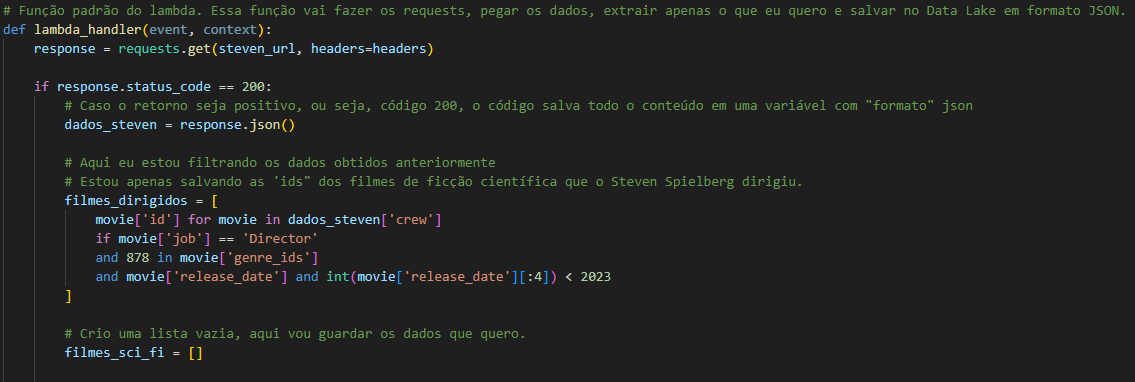 # Função padrão do lambda. Essa função vai fazer os requests, pegar os dados, extrair apenas o que eu quero e salvar no Data Lake em formato JSON.
def lambda_handler(event, context):
    response = requests.get(steven_url, headers=headers)
    if response.status_code == 200:
        # Caso o retorno seja positivo, ou seja, código 200, o código salva todo o conteúdo em uma variável com "formato" json
        dados_steven = response.json()
        # Aqui eu estou filtrando os dados obtidos anteriormente
        # Estou apenas salvando as 'ids" dos filmes de ficção científica que o Steven Spielberg dirigiu.
        filmes_dirigidos = [
            movie['id'] for movie in dados_steven['crew']
            if movie['job'] == 'Director'
            and 878 in movie['genre_ids']
            and movie['release_date'] and int(movie['release_date'][:4]) < 2023
        ]
        # Crio uma lista vazia, aqui vou guardar os dados que quero.
        filmes_sci_fi = []